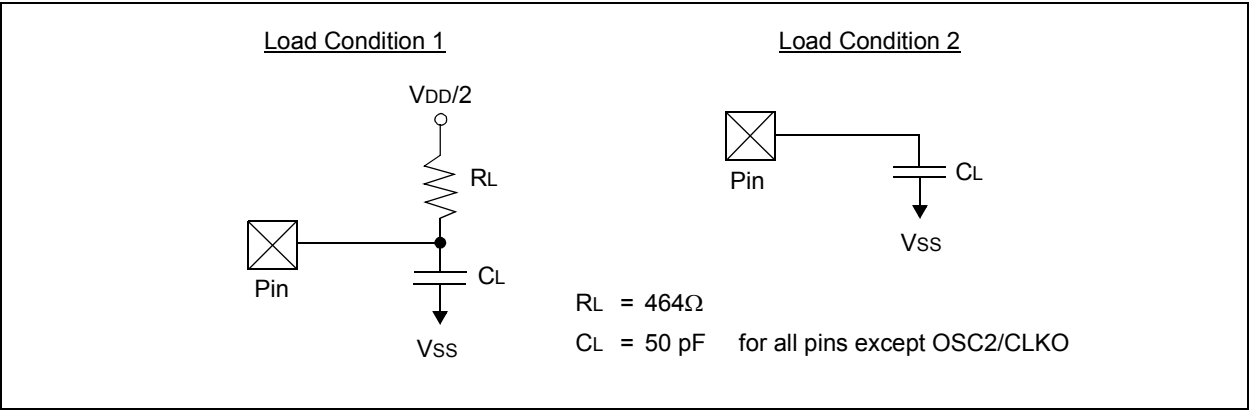 Load Condition 1
VDD/2
RL
Pin
CL
VSS
Load Condition 2
Pin
CL
VSS
RL = 464Ω
CL = 50 pF for all pins except OSC2/CLKO